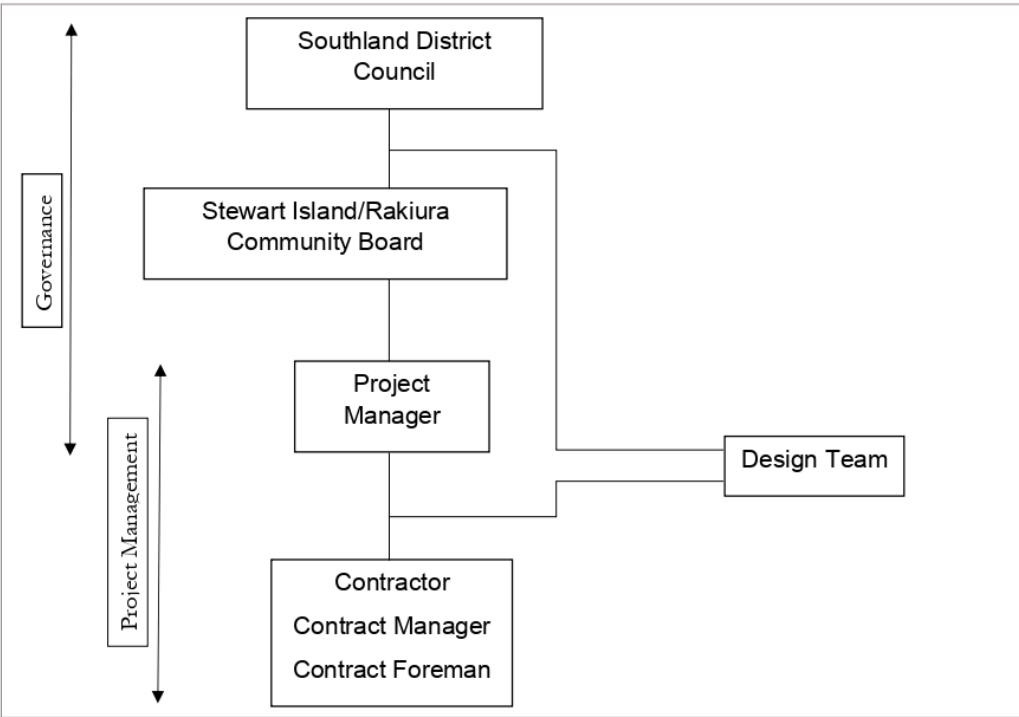 Southland District
Council
Stewart Island/Rakiura
Community Board
Governance
Project
Manager
Project Management
Design Team
Contractor
Contract Manager
Contract Foreman